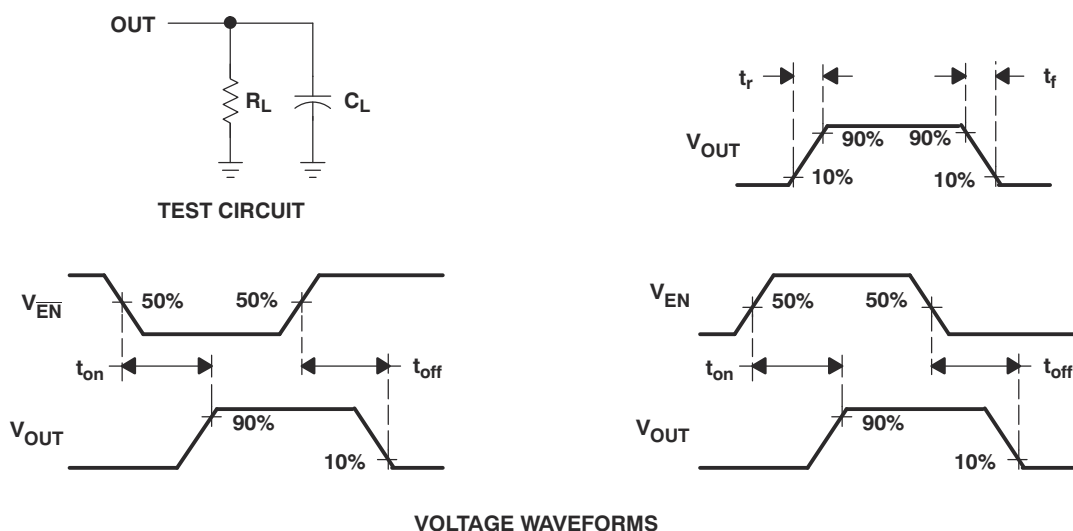 OUT
R_L
C_L
TEST CIRCUIT
t_r
t_f
V_OUT
90%
90%
10%
10%
V_E̅N̅
50%
50%
t_on
t_off
V_OUT
90%
10%
V_EN
50%
50%
t_on
t_off
V_OUT
90%
10%
VOLTAGE WAVEFORMS